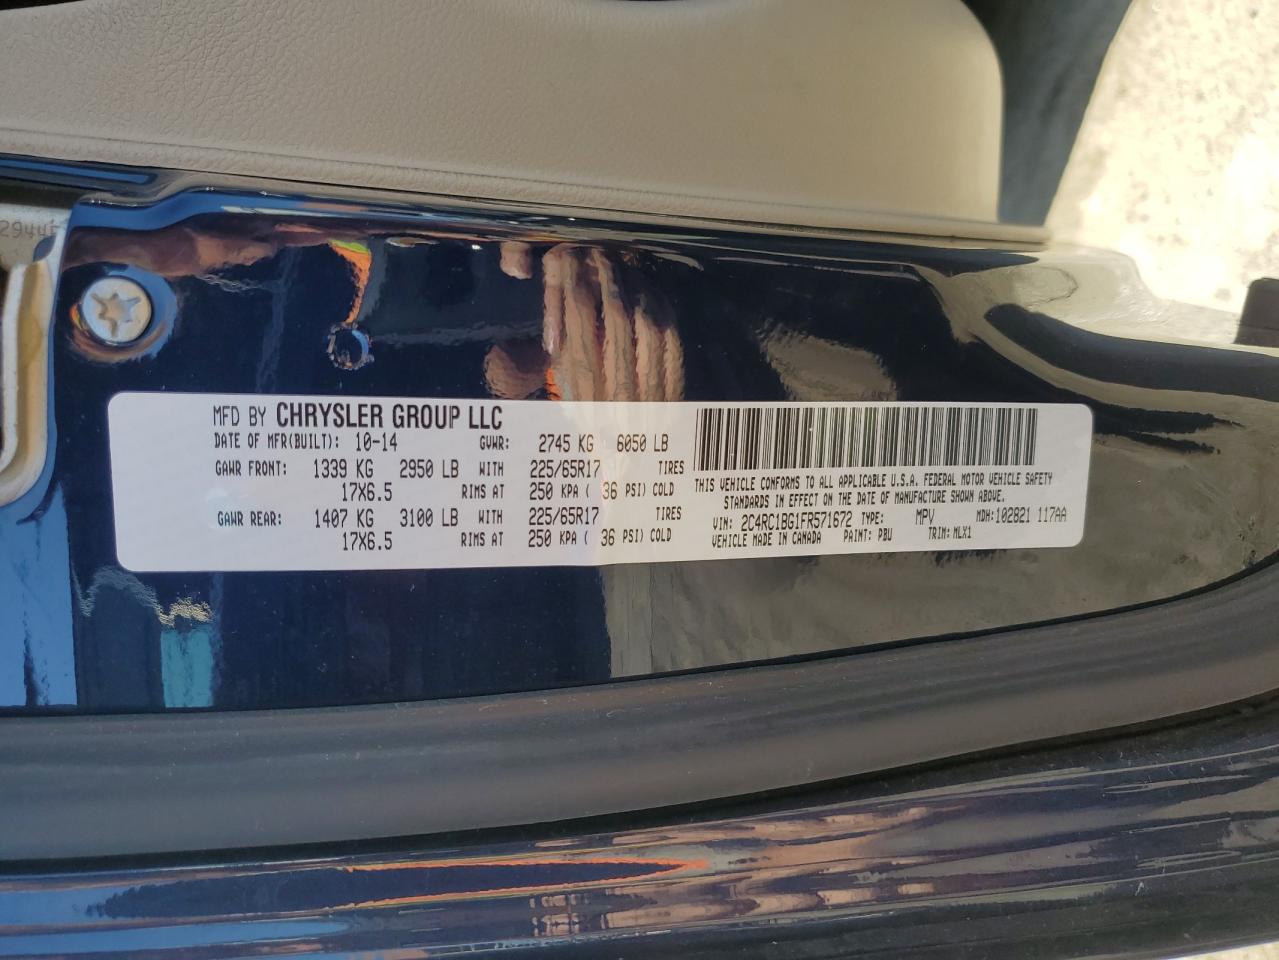 2944
MFD BY CHRYSLER GROUP LLC
DATE OF MFR(BUILT): 10-14 GVWR: 2745 KG 6050 LB
GAWR FRONT: 1339 KG 2950 LB WITH 225/65R17 TIRES
17X6.5 RIMS AT 250 KPA ( 36 PSI) COLD
GAWR REAR: 1407 KG 3100 LB WITH 225/65R17 TIRES
17X6.5 RIMS AT 250 KPA ( 36 PSI) COLD
THIS VEHICLE CONFORMS TO ALL APPLICABLE U.S.A. FEDERAL MOTOR VEHICLE SAFETY
STANDARDS IN EFFECT ON THE DATE OF MANUFACTURE SHOWN ABOVE.
VIN: 2C4RC1BG1FR571672 TYPE: MPV MDH: 102821 117AA
VEHICLE MADE IN CANADA PAINT: PBU TRIM: MLX1